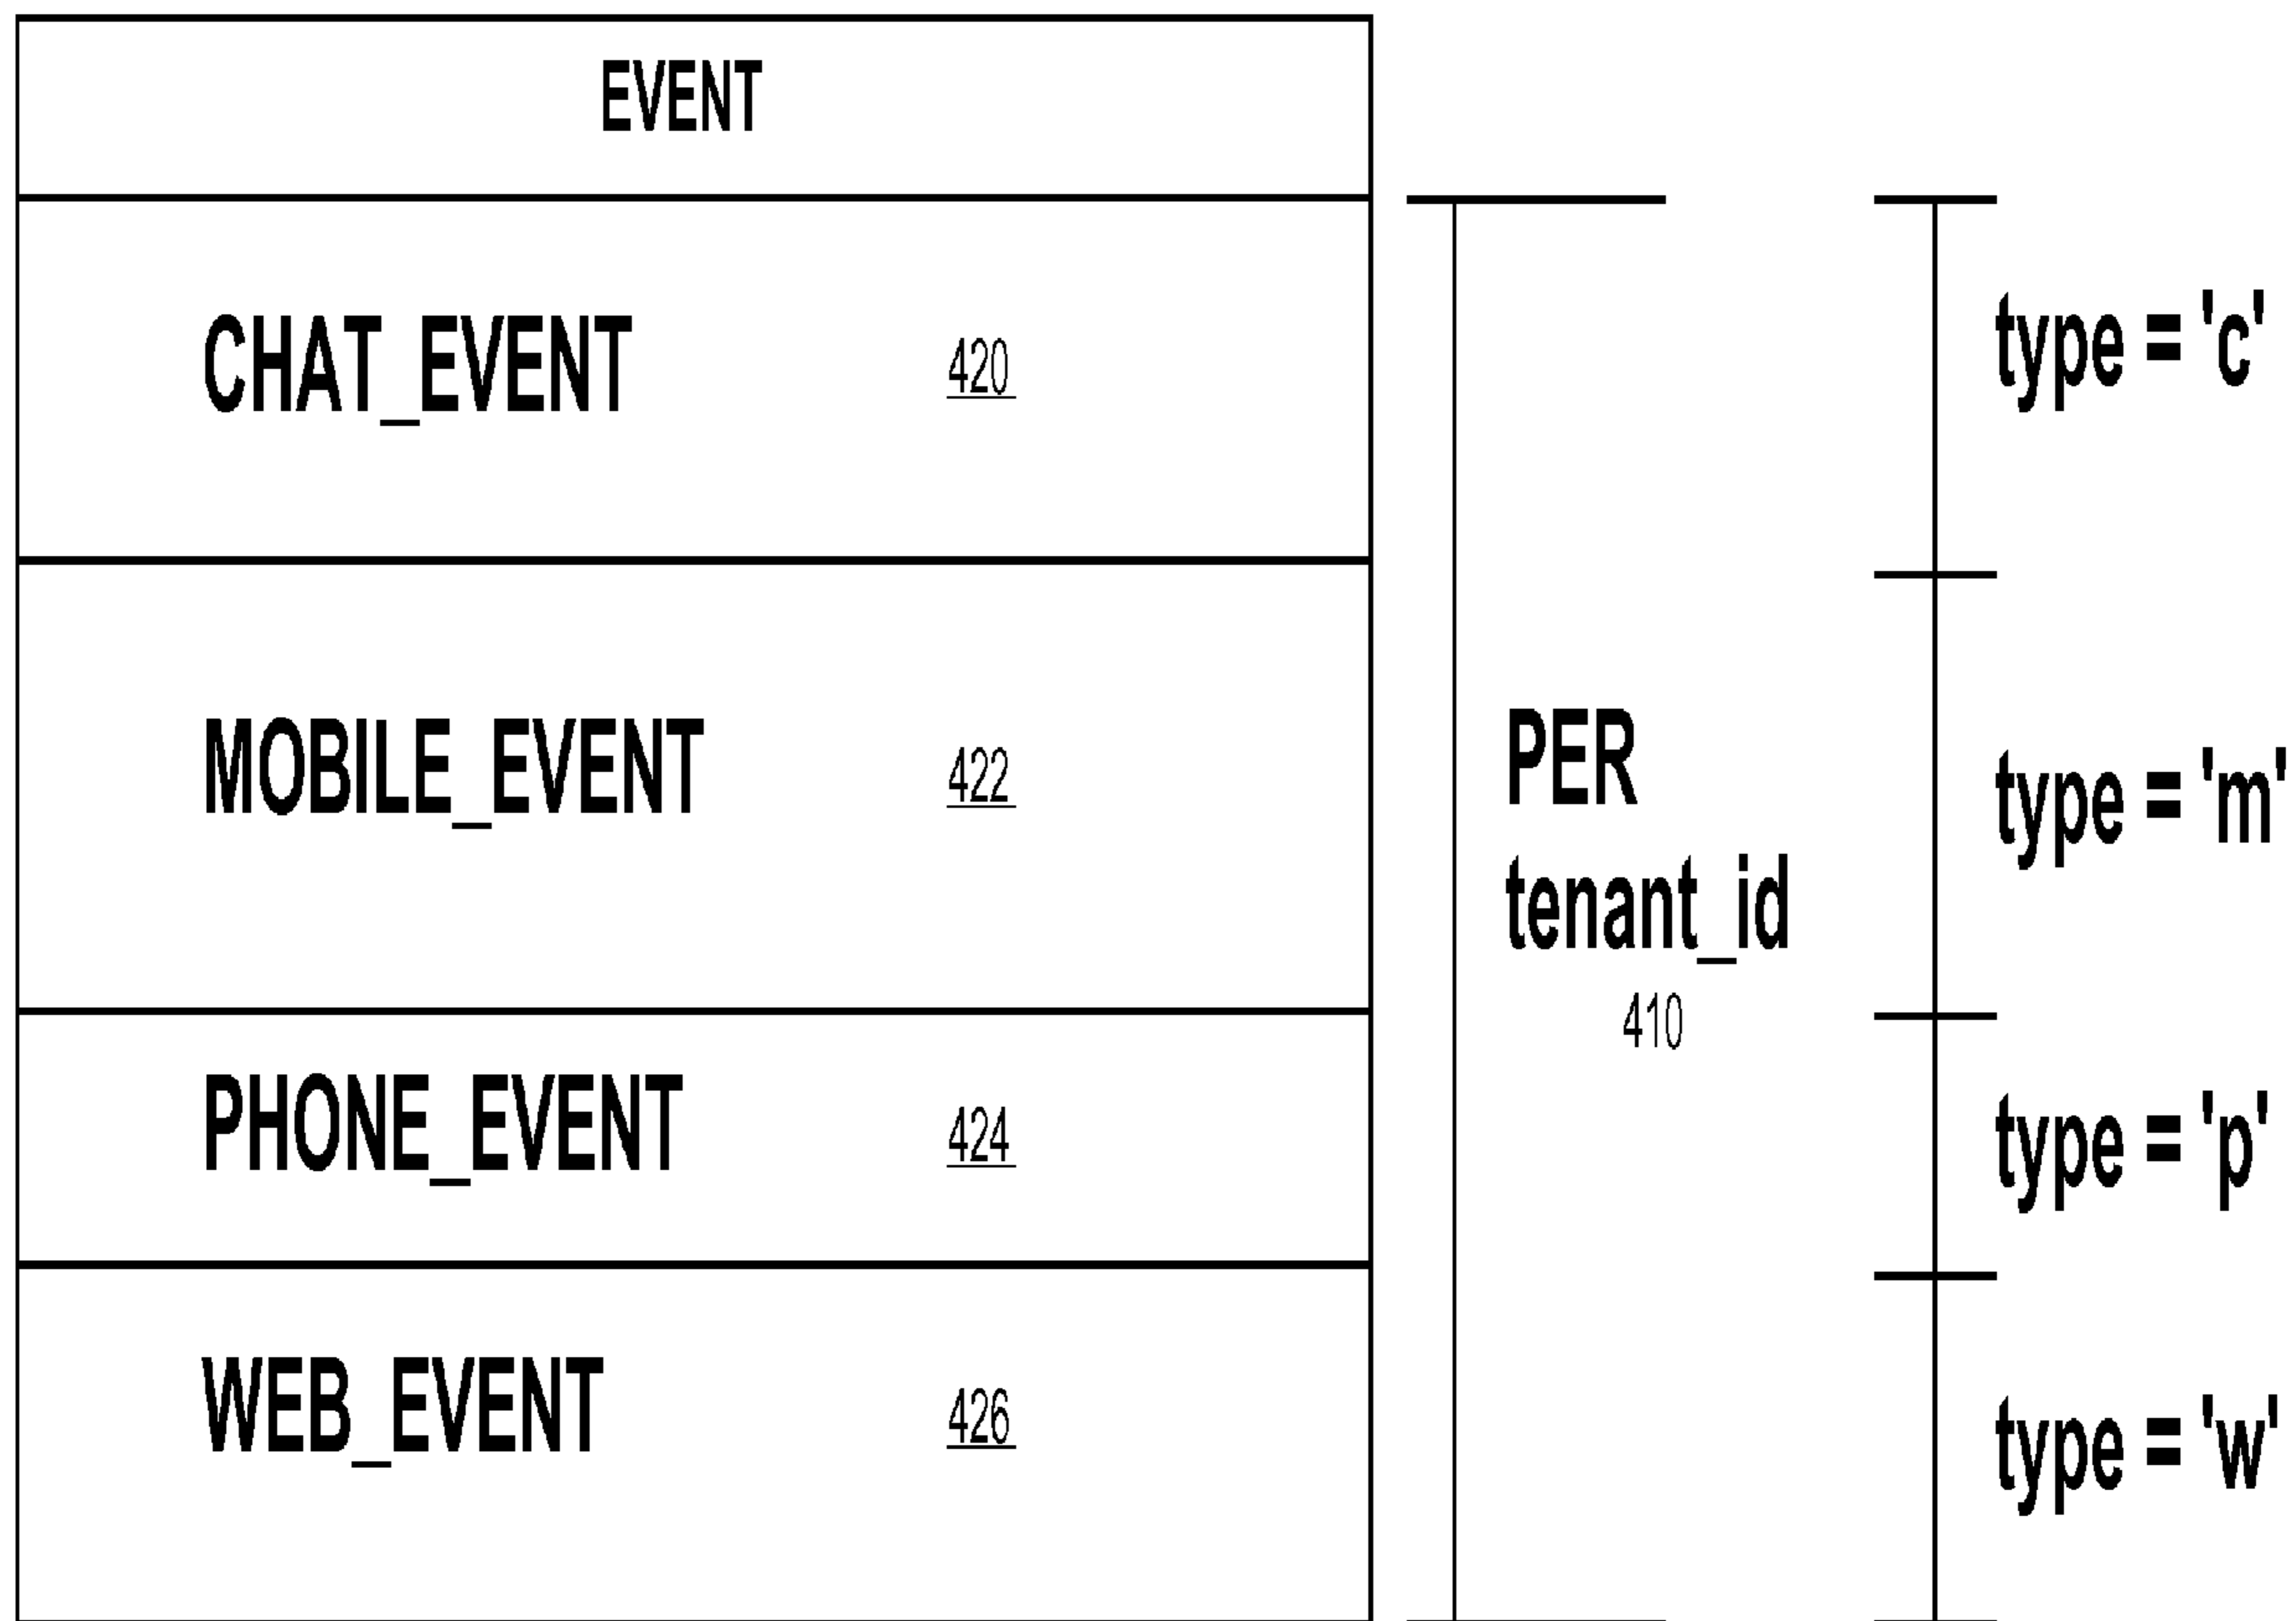 EVENT
CHAT_EVENT 420
type = 'c'
MOBILE_EVENT 422
PER
tenant_id
410
type = 'm'
PHONE_EVENT 424
type = 'p'
WEB_EVENT 426
type = 'w'